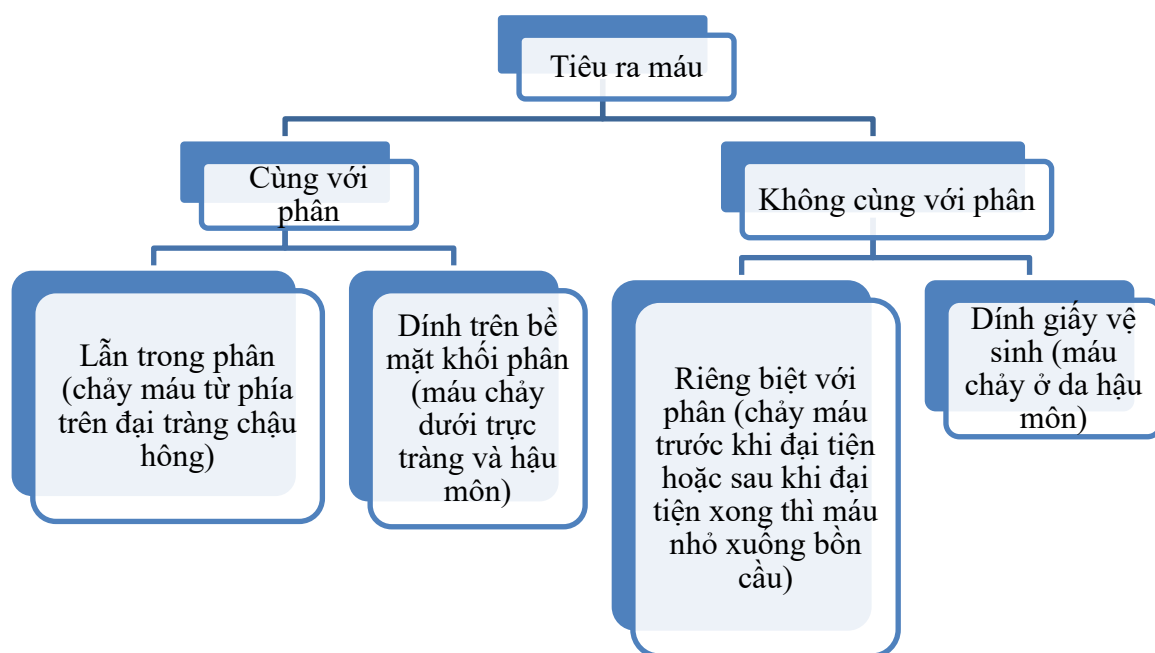 Tiêu ra máu
Cùng với
phân
Không cùng với phân
Lẫn trong phân
(chảy máu từ phía
trên đại tràng chậu
hông)
Dính trên bề
mặt khối phân
(máu chảy
dưới trực
tràng và hậu
môn)
Riêng biệt với
phân (chảy máu
trước khi đại tiện
hoặc sau khi đại
tiện xong thì máu
nhỏ xuống bồn
cầu)
Dính giấy vệ
sinh (máu
chảy ở da hậu
môn)